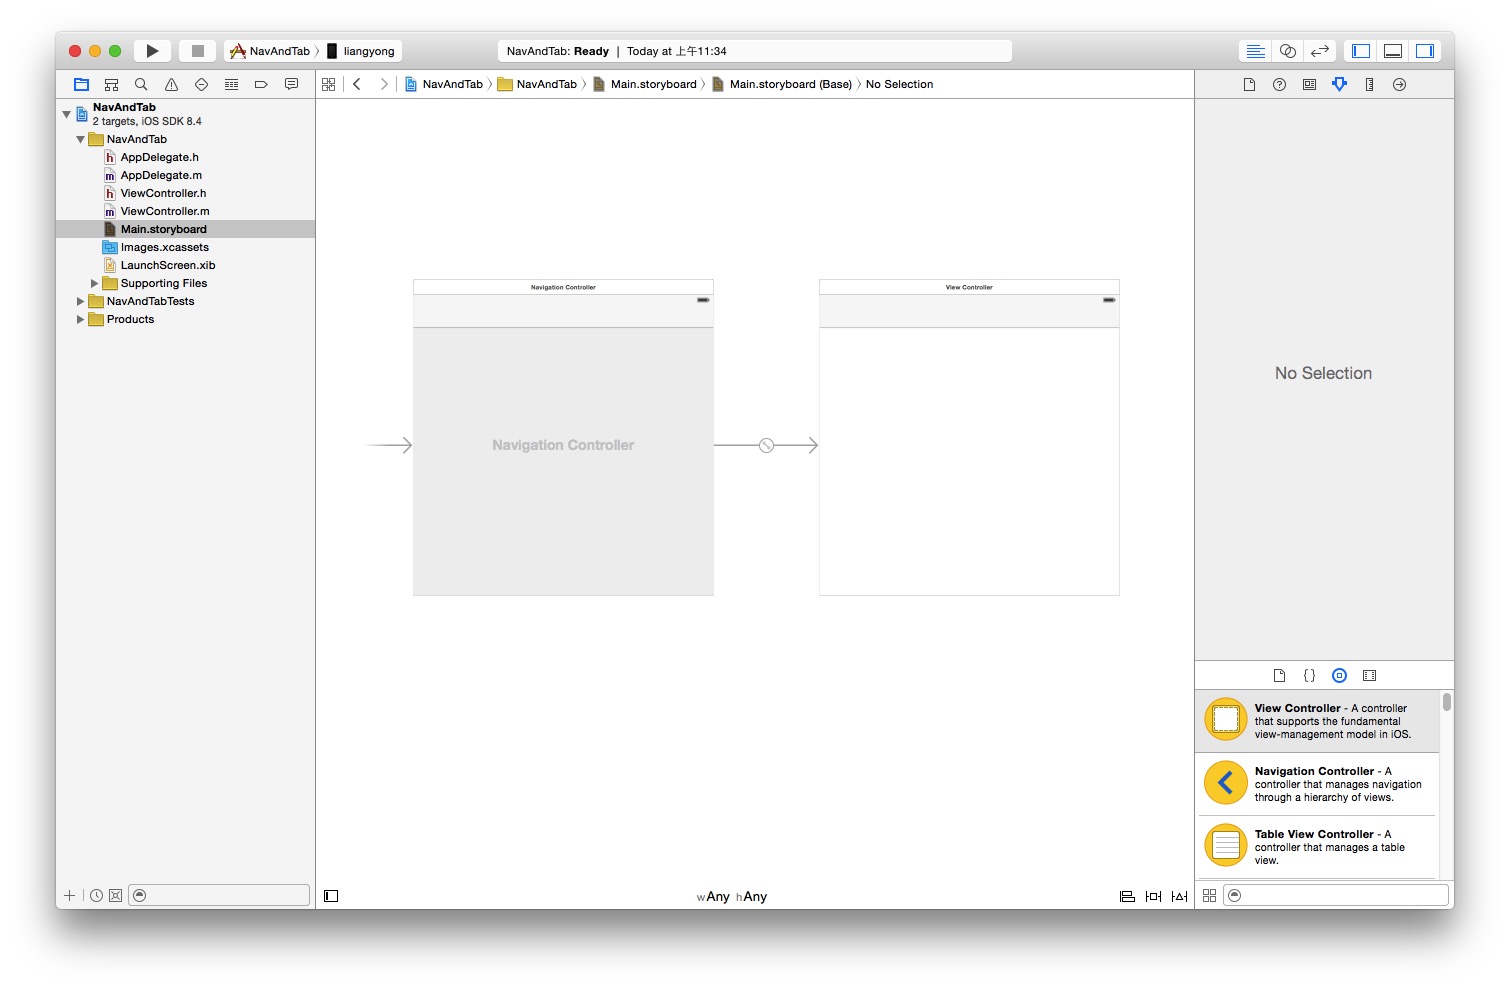 NavAndTab
liangyong
NavAndTab: Ready | Today at 上午11:34
NavAndTab
NavAndTab
Main.storyboard
Main.storyboard (Base)
No Selection
NavAndTab
2 targets, iOS SDK 8.4
NavAndTab
AppDelegate.h
AppDelegate.m
ViewController.h
ViewController.m
Main.storyboard
Images.xcassets
LaunchScreen.xib
Supporting Files
NavAndTabTests
Products
Navigation Controller
Navigation Controller
View Controller
wAny hAny
No Selection
View Controller - A controller
that supports the fundamental
view-management model in iOS.
Navigation Controller - A
controller that manages navigation
through a hierarchy of views.
Table View Controller - A
controller that manages a table
view.